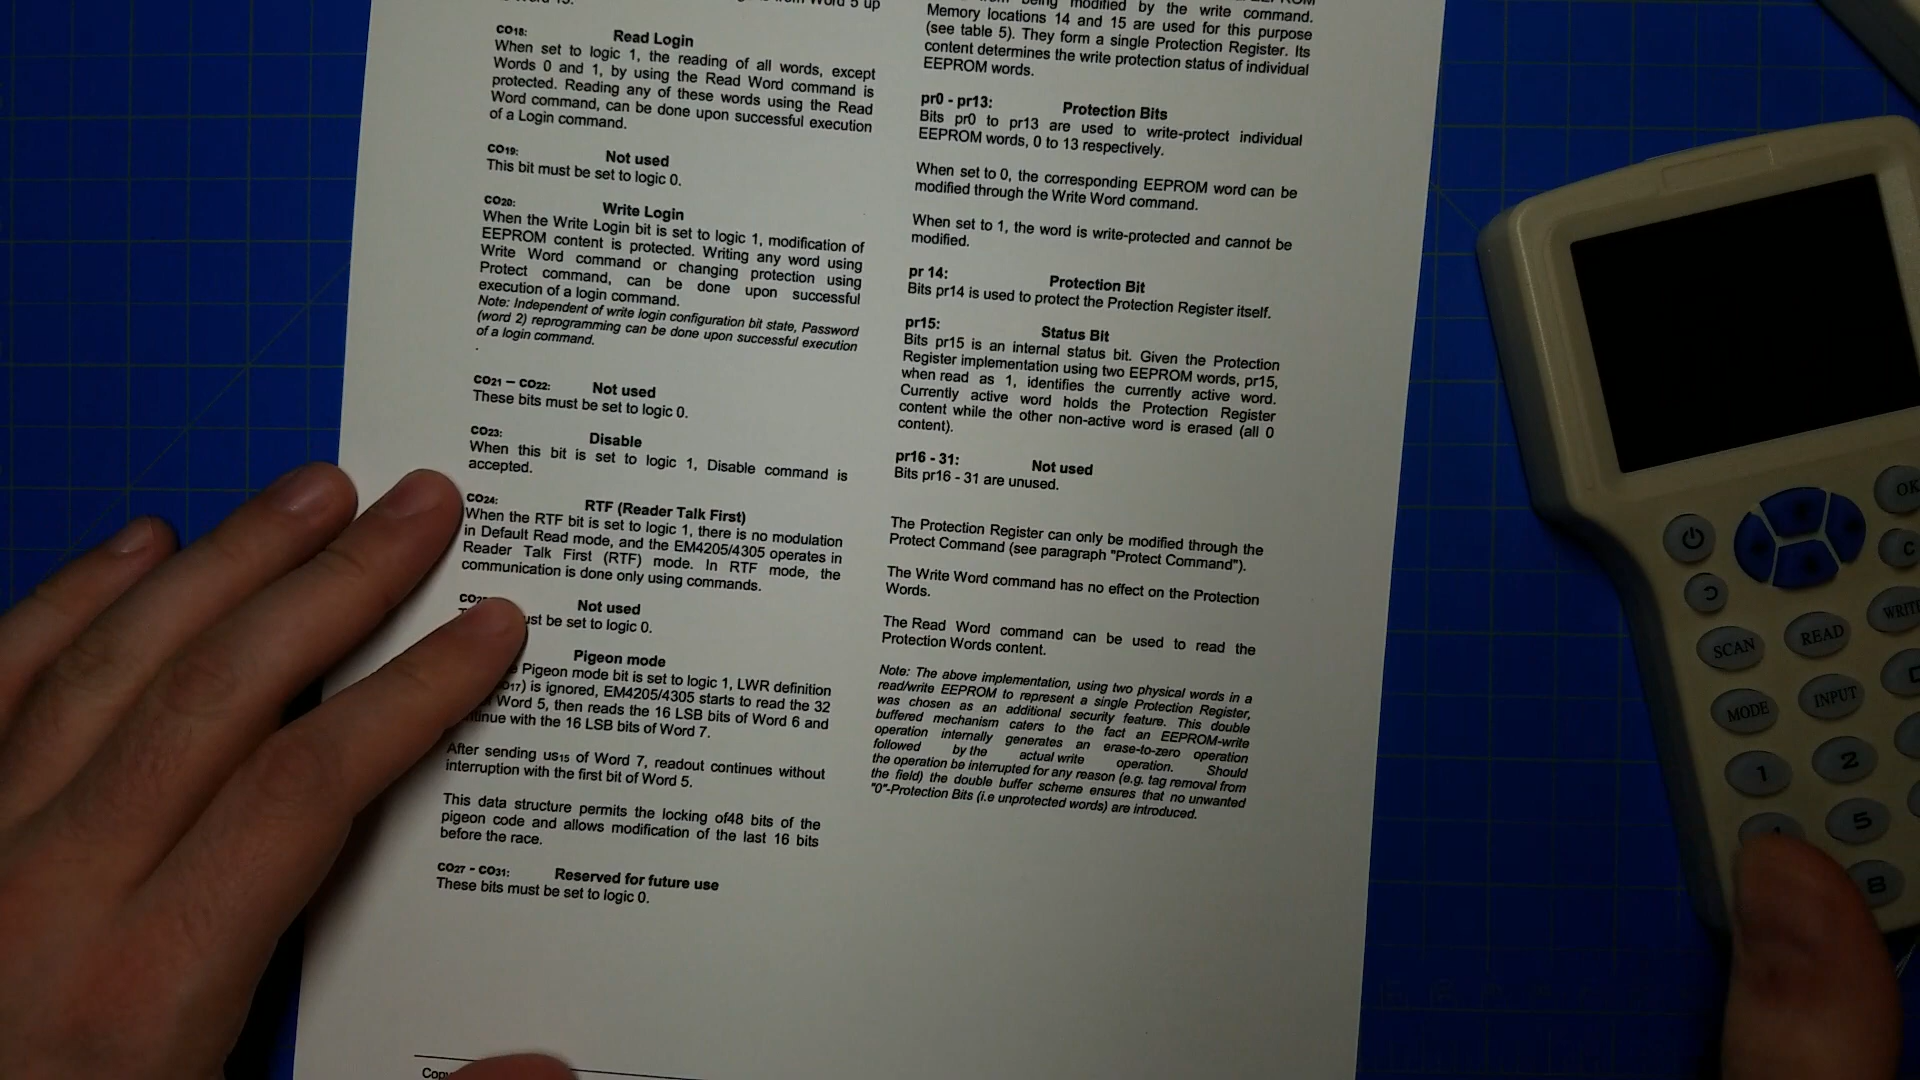 from Word 5 up
CO18: Read Login
When set to logic 1, the reading of all words, except
Words 0 and 1, by using the Read Word command is
protected. Reading any of these words using the Read
Word command, can be done upon successful execution
of a Login command.
CO19: Not used
This bit must be set to logic 0.
CO20: Write Login
When the Write Login bit is set to logic 1, modification of
EEPROM content is protected. Writing any word using
Write Word command or changing protection using
Protect command, can be done upon successful
execution of a login command.
Note: Independent of write login configuration bit state, Password
(word 2) reprogramming can be done upon successful execution
of a login command.
.
CO21 – CO22: Not used
These bits must be set to logic 0.
CO23: Disable
When this bit is set to logic 1, Disable command is
accepted.
CO24: RTF (Reader Talk First)
When the RTF bit is set to logic 1, there is no modulation
in Default Read mode, and the EM4205/4305 operates in
Reader Talk First (RTF) mode. In RTF mode, the
communication is done only using commands.
Not used
must be set to logic 0.
Pigeon mode
Pigeon mode bit is set to logic 1, LWR definition
is ignored, EM4205/4305 starts to read the 32
Word 5, then reads the 16 LSB bits of Word 6 and
continue with the 16 LSB bits of Word 7.
After sending us15 of Word 7, readout continues without
interruption with the first bit of Word 5.
This data structure permits the locking of48 bits of the
pigeon code and allows modification of the last 16 bits
before the race.
CO27 - CO31: Reserved for future use
These bits must be set to logic 0.
being modified by the write command.
Memory locations 14 and 15 are used for this purpose
(see table 5). They form a single Protection Register. Its
content determines the write protection status of individual
EEPROM words.
pr0 - pr13: Protection Bits
Bits pr0 to pr13 are used to write-protect individual
EEPROM words, 0 to 13 respectively.
When set to 0, the corresponding EEPROM word can be
modified through the Write Word command.
When set to 1, the word is write-protected and cannot be
modified.
pr 14: Protection Bit
Bits pr14 is used to protect the Protection Register itself.
pr15: Status Bit
Bits pr15 is an internal status bit. Given the Protection
Register implementation using two EEPROM words, pr15,
when read as 1, identifies the currently active word.
Currently active word holds the Protection Register
content while the other non-active word is erased (all 0
content).
pr16 - 31: Not used
Bits pr16 - 31 are unused.
The Protection Register can only be modified through the
Protect Command (see paragraph "Protect Command").
The Write Word command has no effect on the Protection
Words.
The Read Word command can be used to read the
Protection Words content.
Note: The above implementation, using two physical words in a
read/write EEPROM to represent a single Protection Register,
was chosen as an additional security feature. This double
buffered mechanism caters to the fact an EEPROM-write
operation internally generates an erase-to-zero operation
followed by the actual write operation. Should
the operation be interrupted for any reason (e.g. tag removal from
the field) the double buffer scheme ensures that no unwanted
"0"-Protection Bits (i.e unprotected words) are introduced.
OK
C
SCAN READ WRITE
MODE INPUT
1 2
5
8